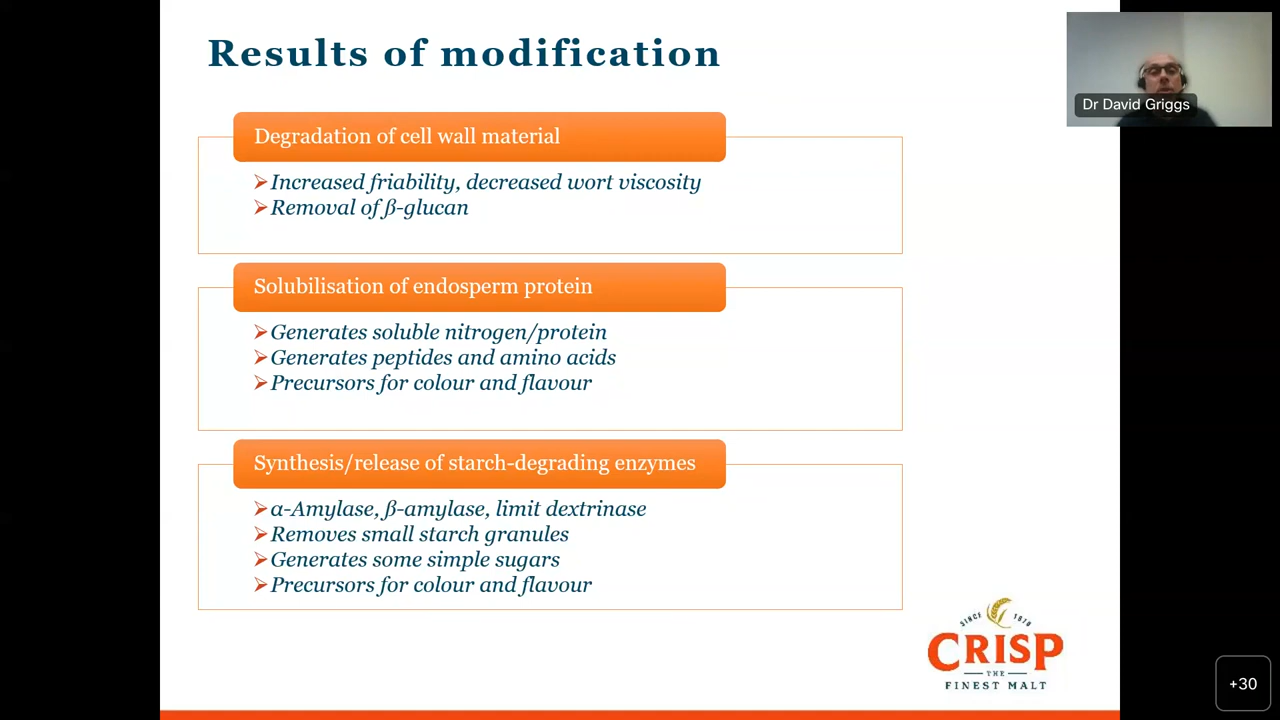 Results of modification
Dr David Griggs
Degradation of cell wall material
➢Increased friability, decreased wort viscosity
➢Removal of β-glucan
Solubilisation of endosperm protein
➢Generates soluble nitrogen/protein
➢Generates peptides and amino acids
➢Precursors for colour and flavour
Synthesis/release of starch-degrading enzymes
➢α-Amylase, β-amylase, limit dextrinase
➢Removes small starch granules
➢Generates some simple sugars
➢Precursors for colour and flavour
SINCE 1870
CRISP
THE
FINEST MALT
+30